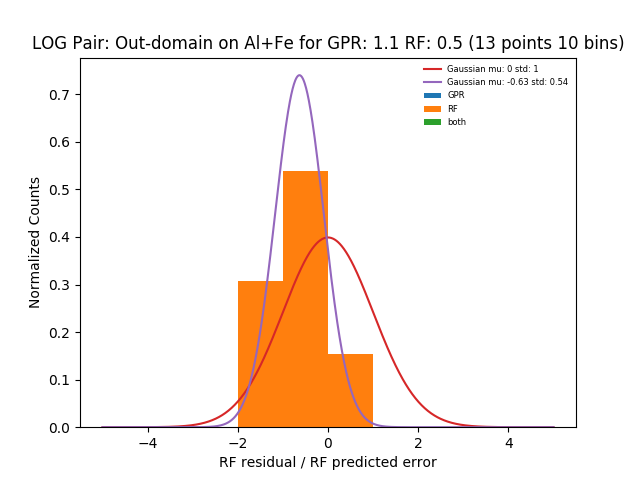 LOG Pair: Out-domain on Al+Fe for GPR: 1.1 RF: 0.5 (13 points 10 bins)
Gaussian mu: 0 std: 1
Gaussian mu: -0.63 std: 0.54
GPR
RF
both
Normalized Counts
0.7
0.6
0.5
0.4
0.3
0.2
0.1
0.0
−4
−2
0
2
4
RF residual / RF predicted error